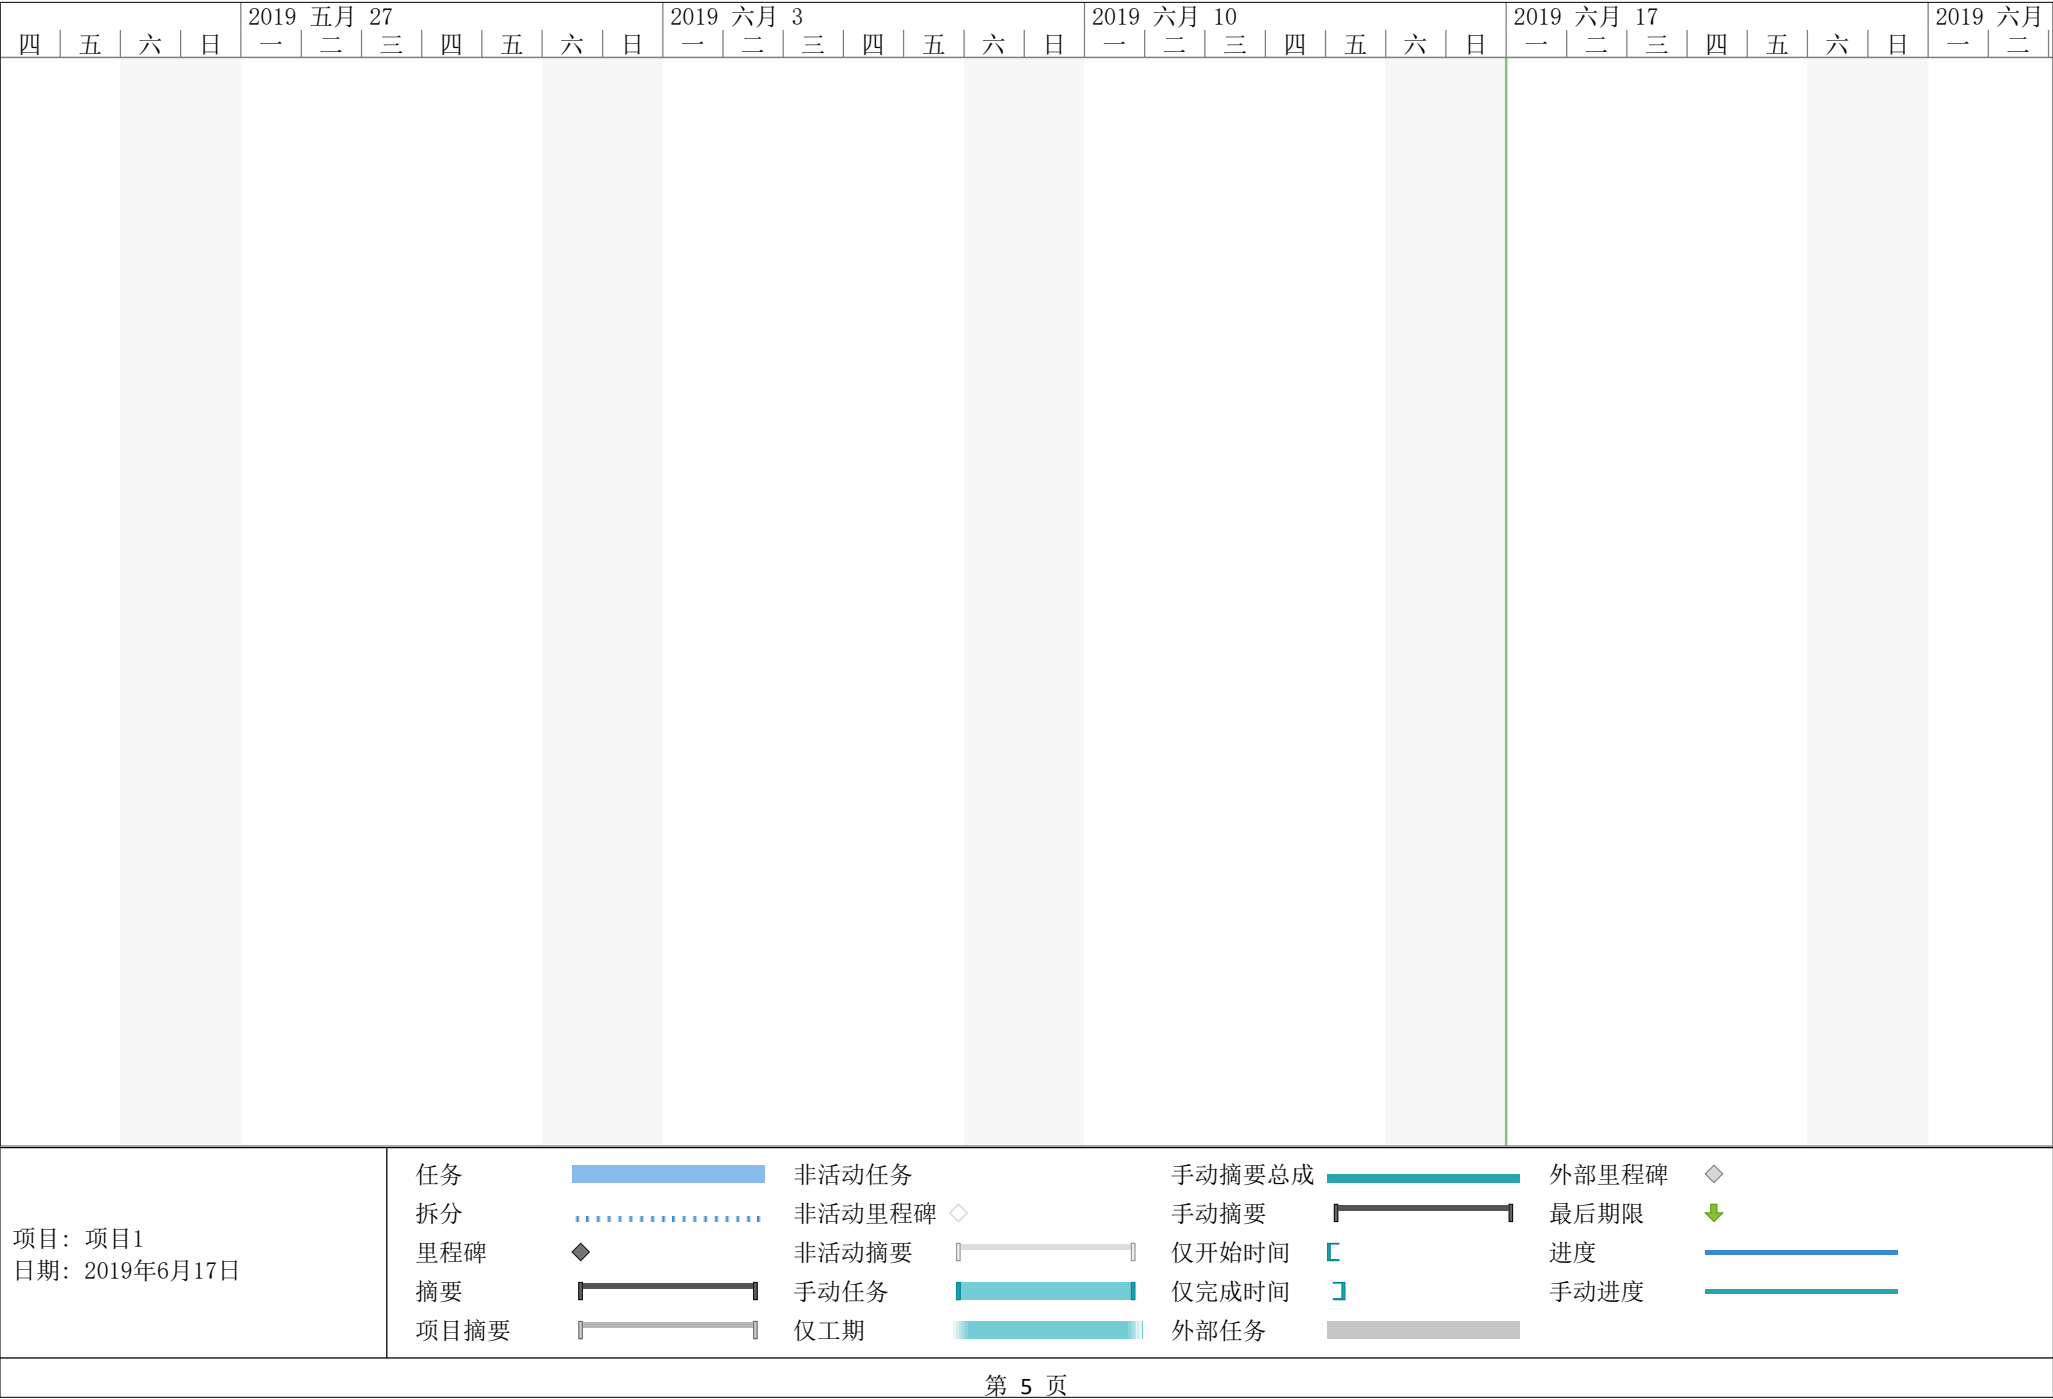 2019 五月 27 2019 六月 3 2019 六月 10 2019 六月 17 2019 六月
四 五 六 日 一 二 三 四 五 六 日 一 二 三 四 五 六 日 一 二 三 四 五 六 日 一 二 三 四 五 六 日 一 二
项目: 项目1
日期: 2019年6月17日
任务
拆分
里程碑
摘要
项目摘要
非活动任务
非活动里程碑
非活动摘要
手动任务
仅工期
手动摘要总成
手动摘要
仅开始时间
仅完成时间
外部任务
外部里程碑
最后期限
进度
手动进度
第 5 页